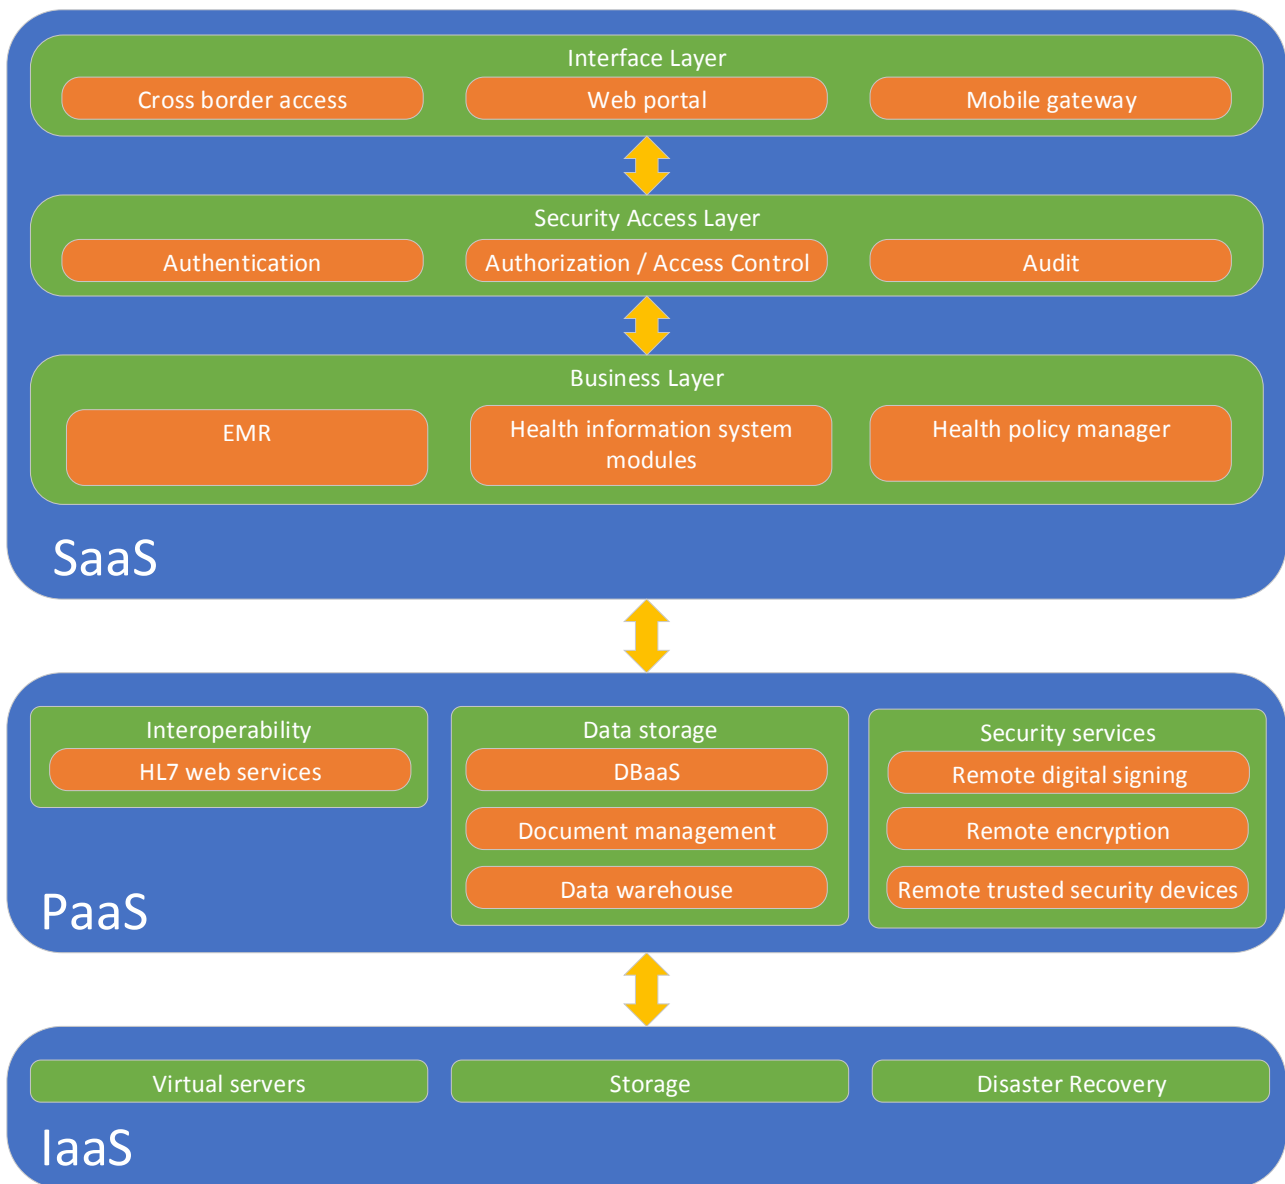 Interface Layer
Cross border access
Web portal
Mobile gateway
Security Access Layer
Authentication
Authorization / Access Control
Audit
Business Layer
EMR
Health information system
modules
Health policy manager
SaaS
Interoperability
HL7 web services
Data storage
DBaaS
Document management
Data warehouse
Security services
Remote digital signing
Remote encryption
Remote trusted security devices
PaaS
Virtual servers
Storage
Disaster Recovery
IaaS